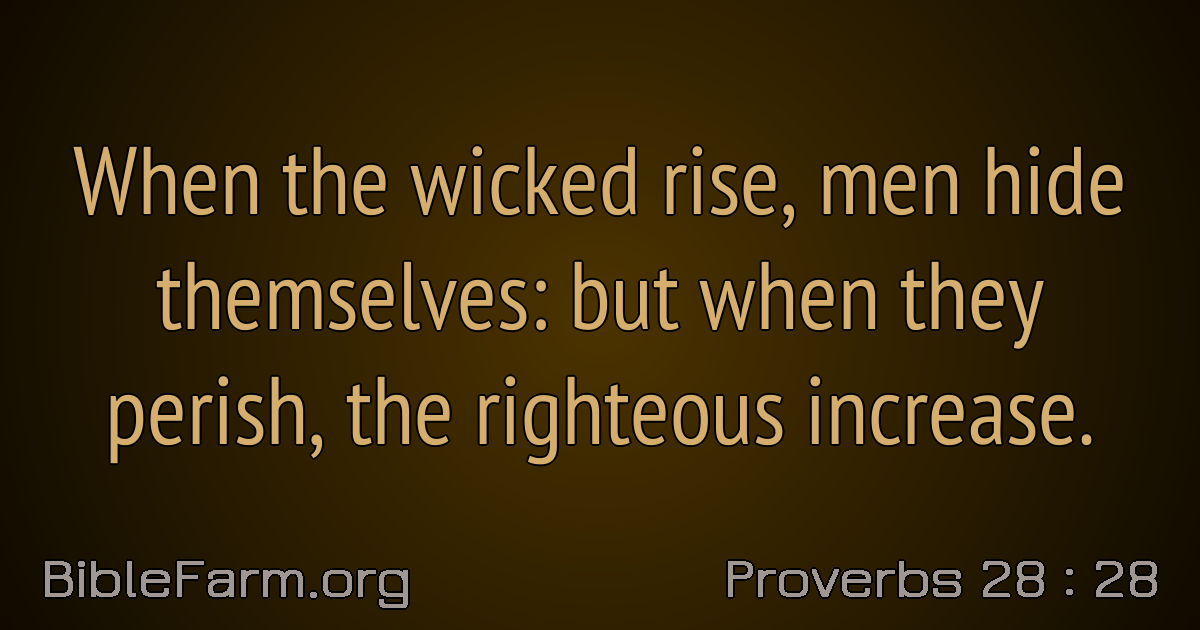 When the wicked rise, men hide
themselves: but when they
perish, the righteous increase.
BibleFarm.org
Proverbs 28 : 28